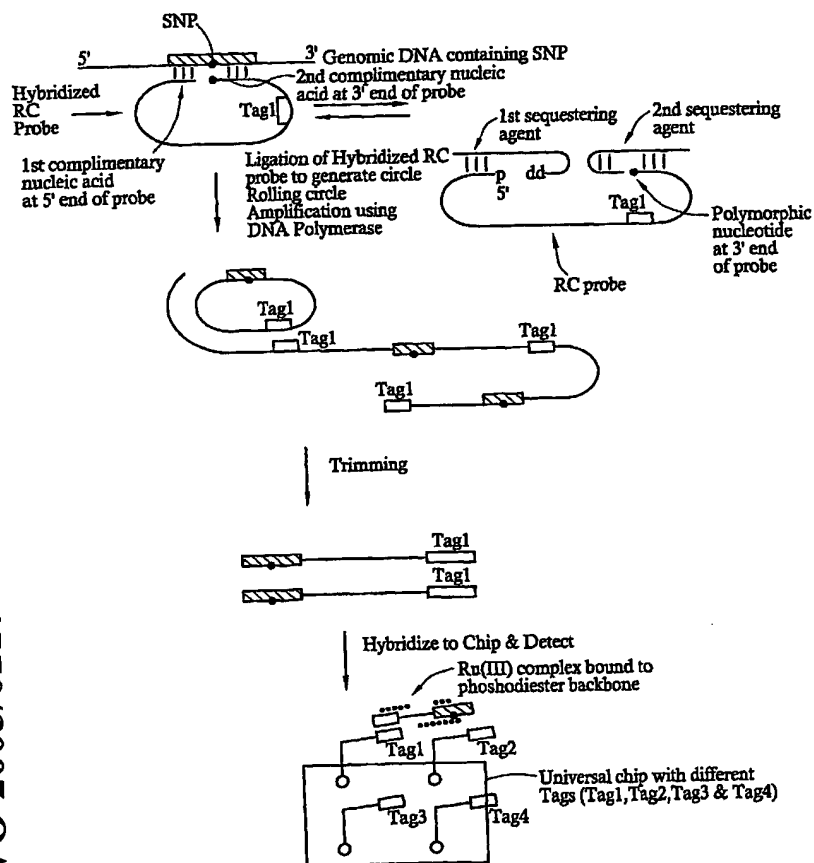 SNP
5'
3' Genomic DNA containing SNP
2nd complimentary nucleic
acid at 3' end of probe
Hybridized
RC
Probe
Tag1
1st complimentary
nucleic acid
at 5' end of probe
1st sequestering
agent
2nd sequestering
agent
Ligation of Hybridized RC
probe to generate circle
Rolling circle
Amplification using
DNA Polymerase
p
5'
dd
Tag1
Polymorphic
nucleotide
at 3' end
of probe
RC probe
Tag1
Tag1
Tag1
Tag1
Trimming
Tag1
Tag1
Hybridize to Chip & Detect
Ru(III) complex bound to
phoshodiester backbone
Tag1
Tag2
Universal chip with different
Tags (Tag1,Tag2,Tag3 & Tag4)
Tag3
Tag4